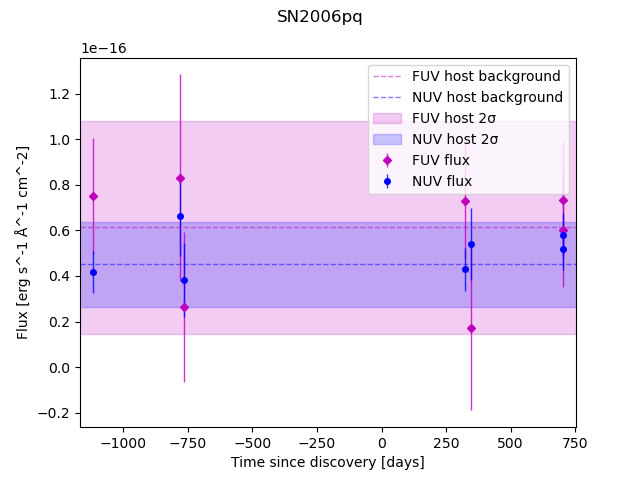 SN2006pq
1e−16
FUV host background
NUV host background
FUV host 2σ
NUV host 2σ
FUV flux
NUV flux
1.2
1.0
0.8
0.6
0.4
0.2
0.0
−0.2
Flux [erg s^-1 Å^-1 cm^-2]
−1000 −750 −500 −250 0 250 500 750
Time since discovery [days]